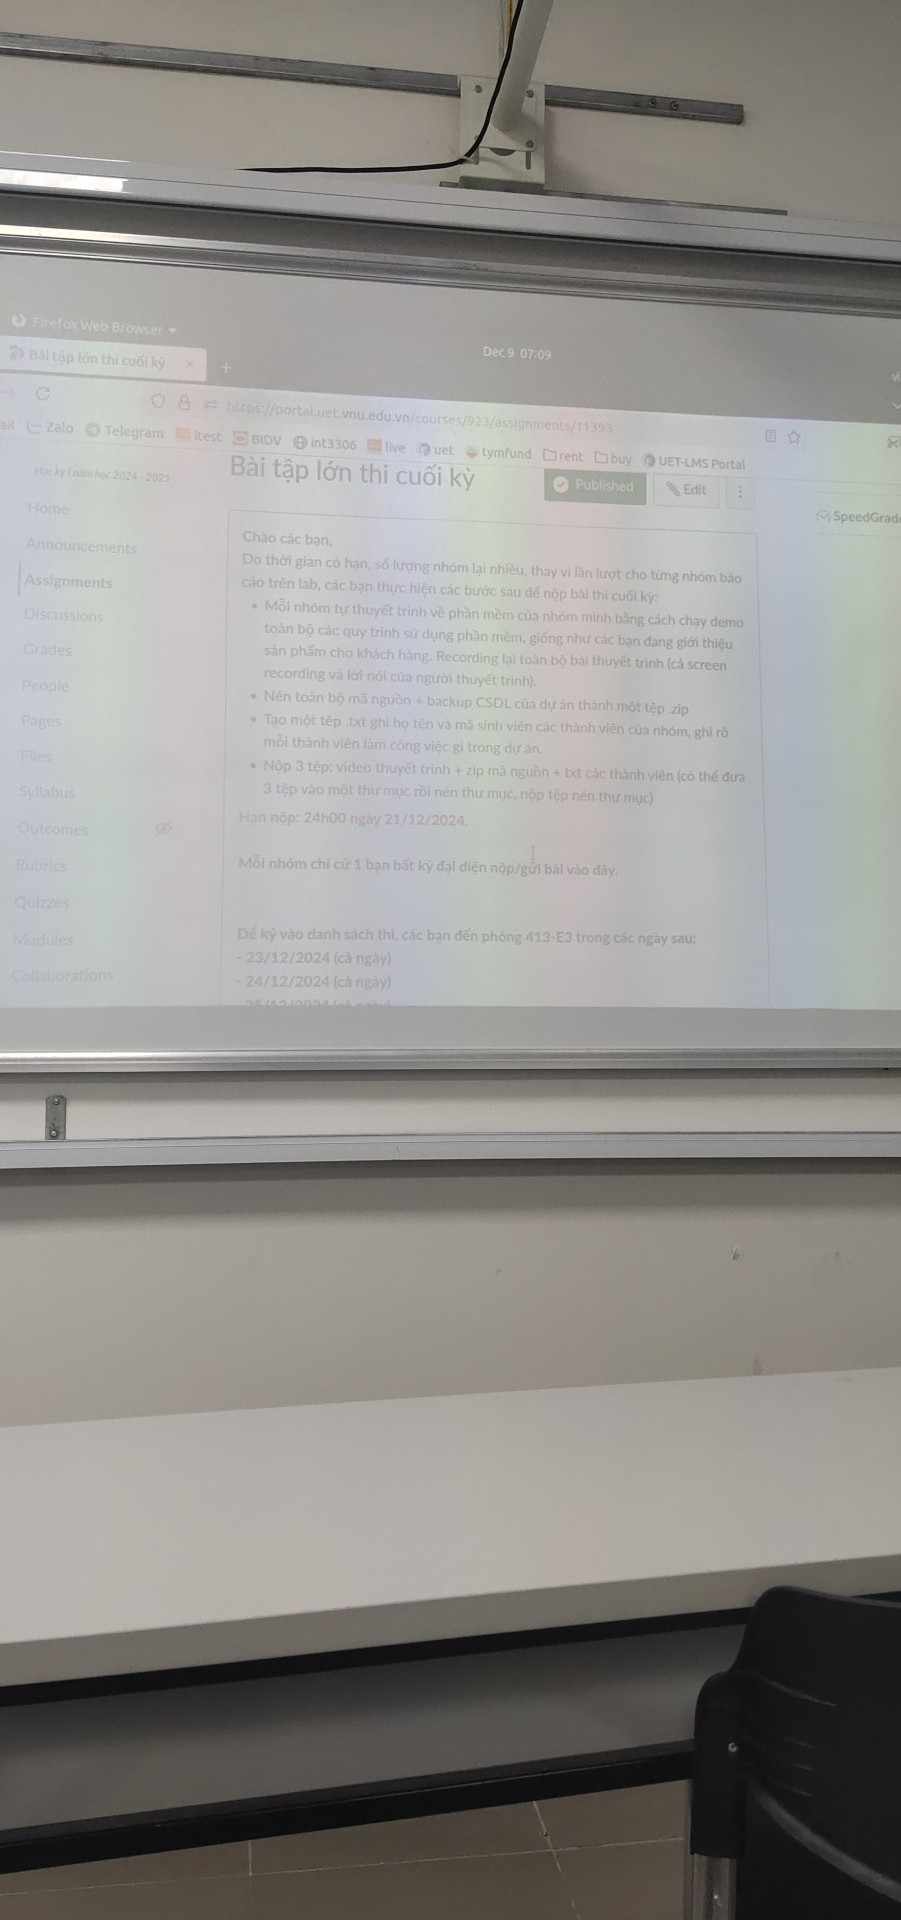 Firefox Web Browser
Dec 9 07:09
Bài tập lớn thi cuối kỳ
https://portal.uet.vnu.edu.vn/courses/923/assignments/11393
Zalo Telegram itest BIDV int3306 live uet tymfund rent buy UET-LMS Portal
Học kỳ I năm học 2024 - 2025
Bài tập lớn thi cuối kỳ
Published
Edit
SpeedGrad
Home
Announcements
Assignments
Discussions
Grades
People
Pages
Files
Syllabus
Outcomes
Rubrics
Quizzes
Modules
Collaborations
Chào các bạn,
Do thời gian có hạn, số lượng nhóm lại nhiều, thay vì lần lượt cho từng nhóm báo
cáo trên lab, các bạn thực hiện các bước sau để nộp bài thi cuối kỳ:
• Mỗi nhóm tự thuyết trình về phần mềm của nhóm mình bằng cách chạy demo
toàn bộ các quy trình sử dụng phần mềm, giống như các bạn đang giới thiệu
sản phẩm cho khách hàng. Recording lại toàn bộ bài thuyết trình (cả screen
recording và lời nói của người thuyết trình).
• Nén toàn bộ mã nguồn + backup CSDL của dự án thành một tệp .zip
• Tạo một tệp .txt ghi họ tên và mã sinh viên các thành viên của nhóm, ghi rõ
mỗi thành viên làm công việc gì trong dự án.
• Nộp 3 tệp: video thuyết trình + zip mã nguồn + txt các thành viên (có thể đưa
3 tệp vào một thư mục rồi nén thư mục, nộp tệp nén thư mục)
Hạn nộp: 24h00 ngày 21/12/2024.
Mỗi nhóm chỉ cử 1 bạn bất kỳ đại diện nộp/gửi bài vào đây.
Để ký vào danh sách thi, các bạn đến phòng 413-E3 trong các ngày sau:
- 23/12/2024 (cả ngày)
- 24/12/2024 (cả ngày)